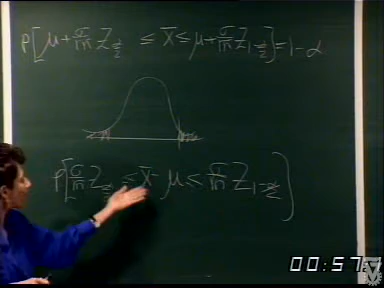 P[μ + σ/√n Z_{α/2} ≤ X̄ ≤ μ + σ/√n Z_{1-α/2}] = 1-α
P[σ/√n Z_{α/2} ≤ X̄ - μ ≤ σ/√n Z_{1-α/2}]
00:57